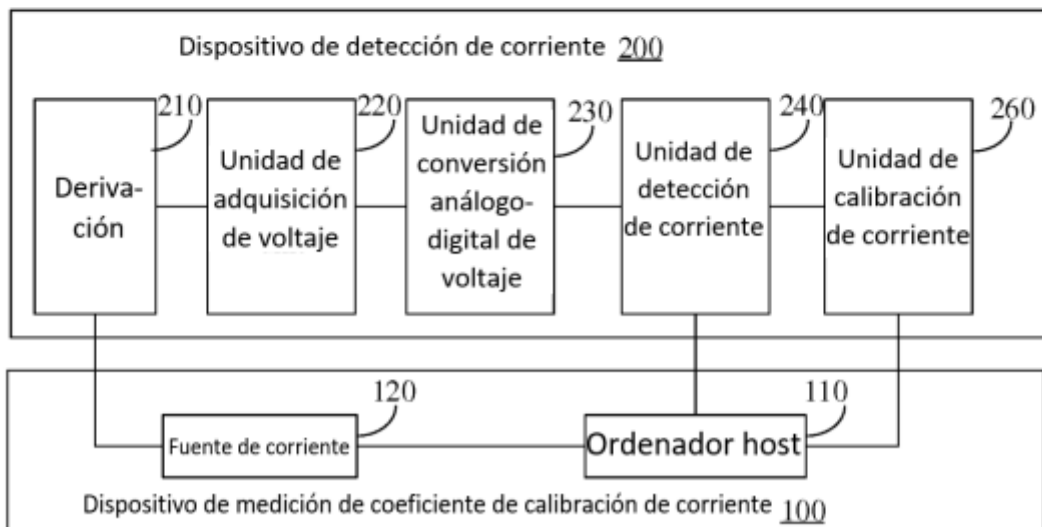 Dispositivo de detección de corriente 200
210
220
230
240
260
Deriva-
ción
Unidad de
adquisición
de voltaje
Unidad de
conversión
análogo-
digital de
voltaje
Unidad de
detección
de corriente
Unidad de
calibración
de corriente
120
110
Fuente de corriente
Ordenador host
Dispositivo de medición de coeficiente de calibración de corriente 100